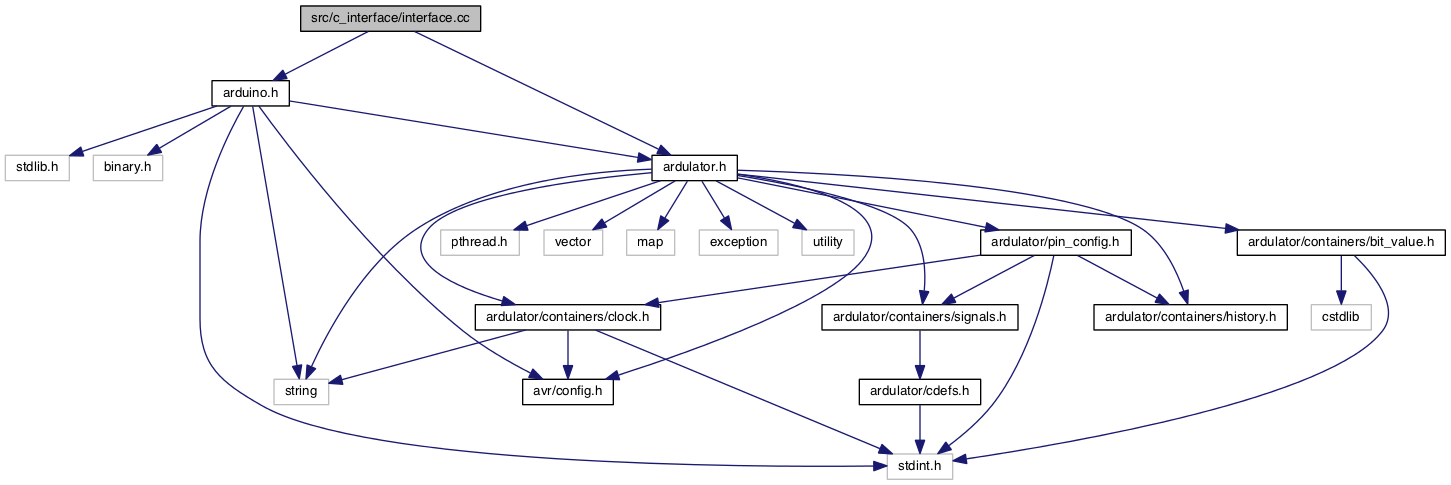 src/c_interface/interface.cc
arduino.h
stdlib.h
binary.h
ardulator.h
pthread.h
vector
map
exception
utility
ardulator/pin_config.h
ardulator/containers/bit_value.h
ardulator/containers/clock.h
ardulator/containers/signals.h
ardulator/containers/history.h
cstdlib
string
avr/config.h
ardulator/cdefs.h
stdint.h